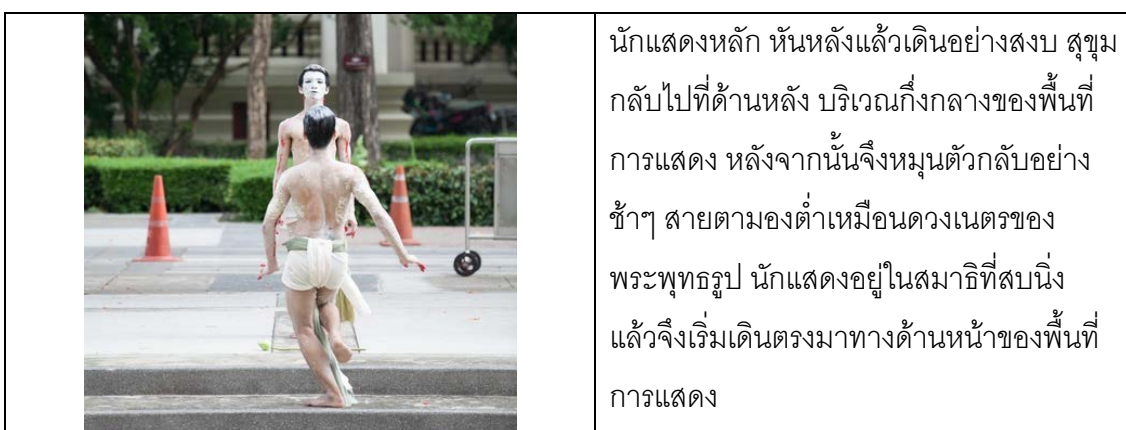 นักแสดงหลัก หันหลังแล้วเดินอย่างสงบ สุขุม
กลับไปที่ด้านหลัง บริเวณกึ่งกลางของพื้นที่
การแสดง หลังจากนั้นจึงหมุนตัวกลับอย่าง
ช้าๆ สายตามองต่ำเหมือนดวงเนตรของ
พระพุทธรูป นักแสดงอยู่ในสมาธิที่สบนิ่ง
แล้วจึงเริ่มเดินตรงมาทางด้านหน้าของพื้นที่
การแสดง